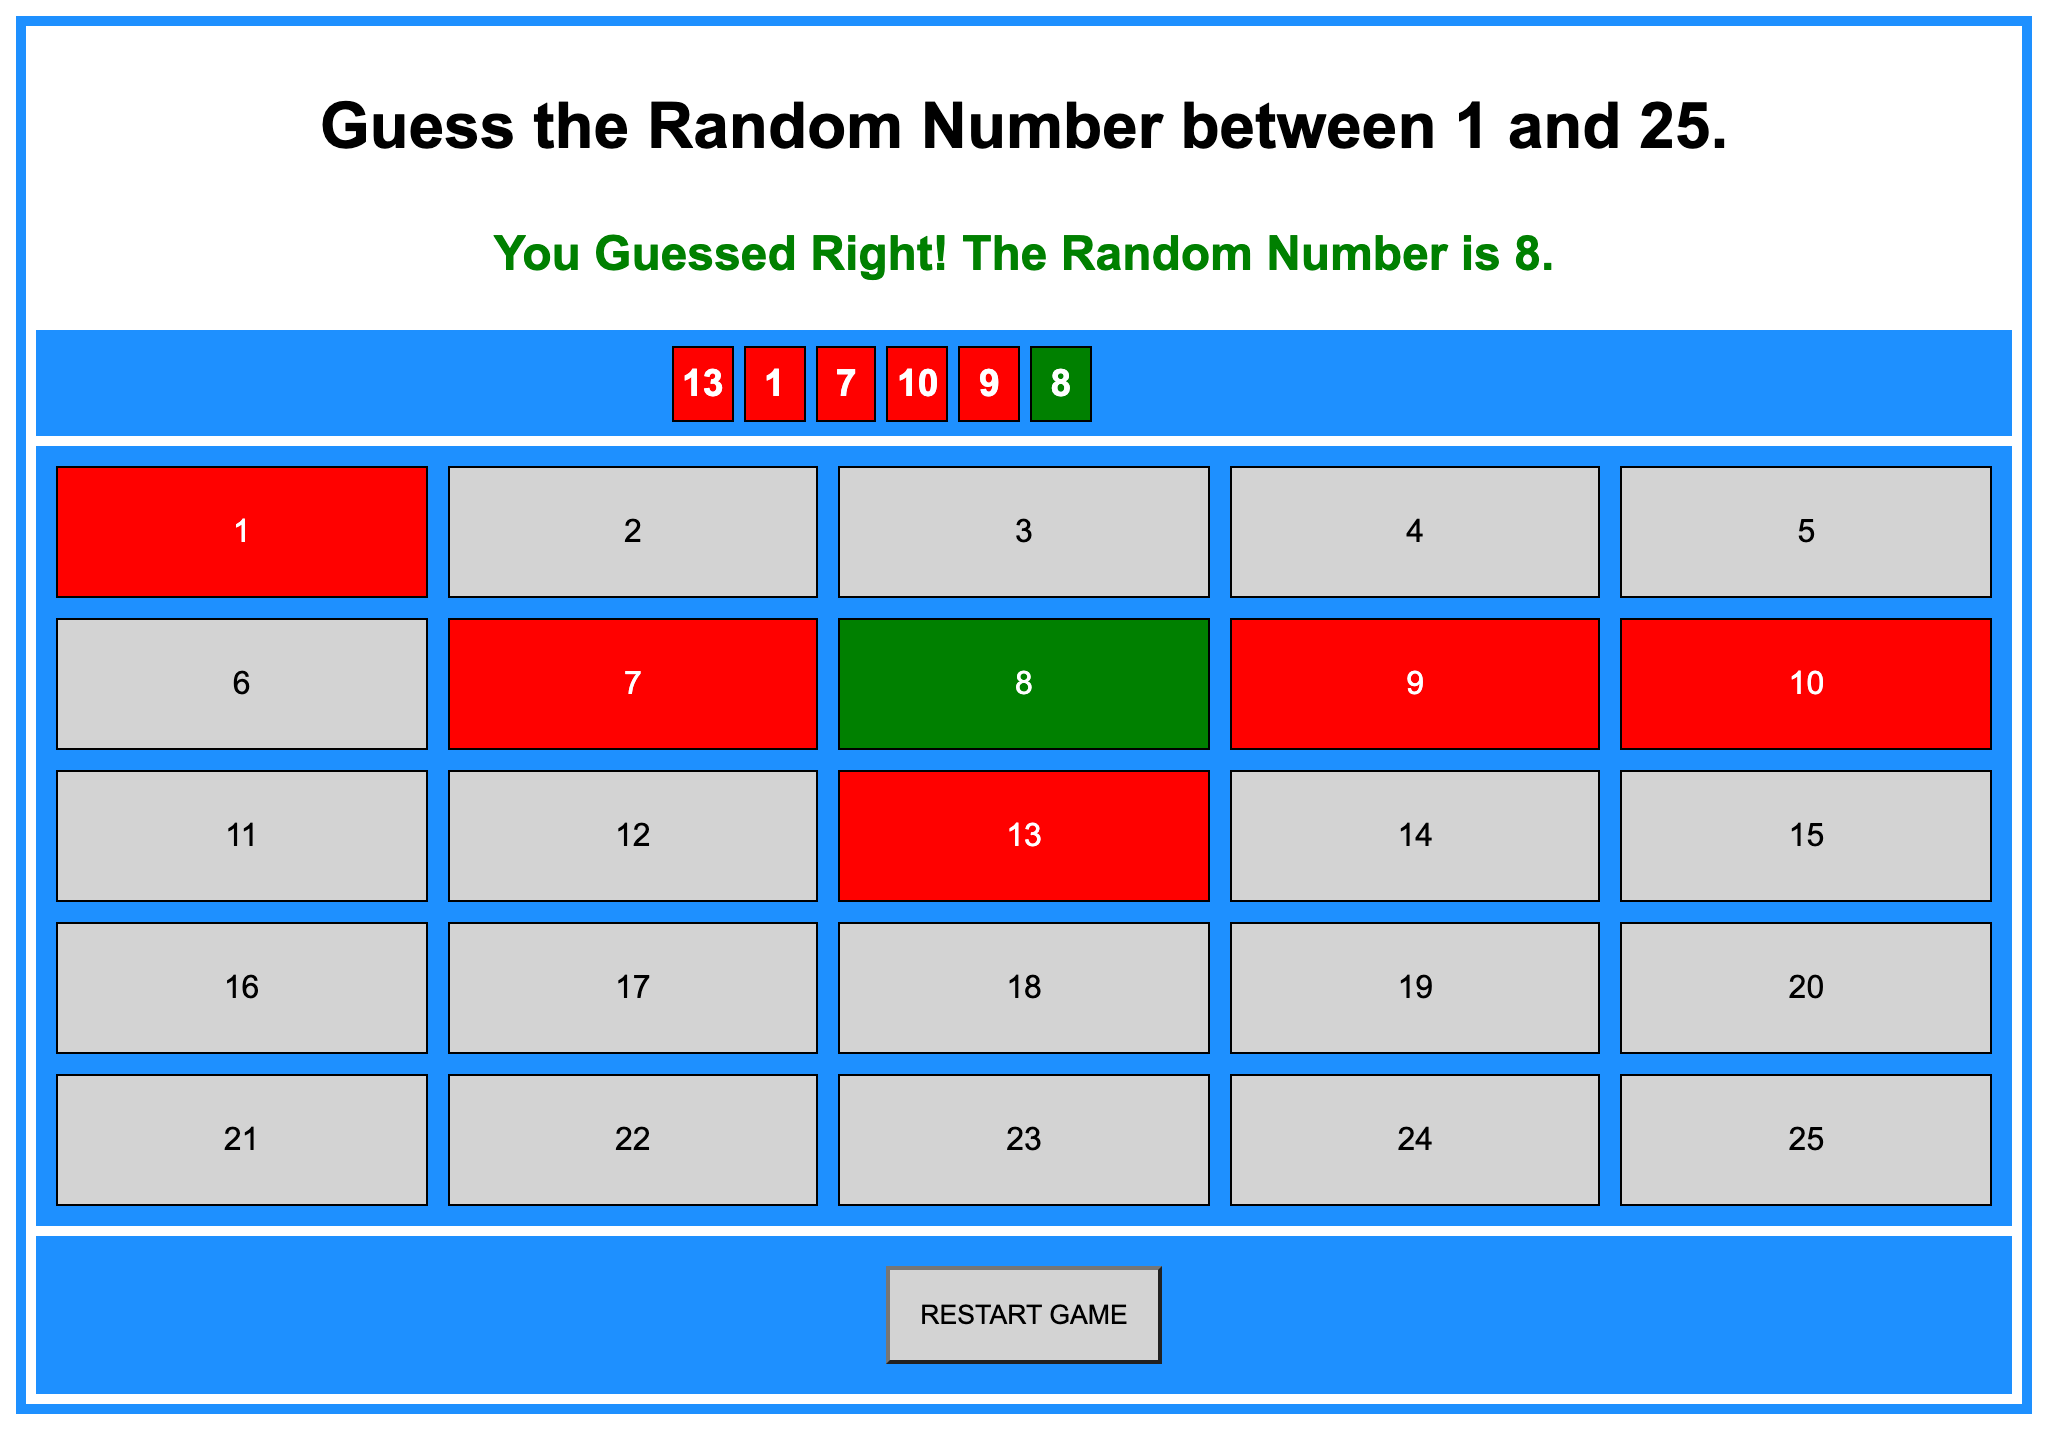 Guess the Random Number between 1 and 25.
You Guessed Right! The Random Number is 8.
13 1 7 10 9 8
1 2 3 4 5
6 7 8 9 10
11 12 13 14 15
16 17 18 19 20
21 22 23 24 25
RESTART GAME